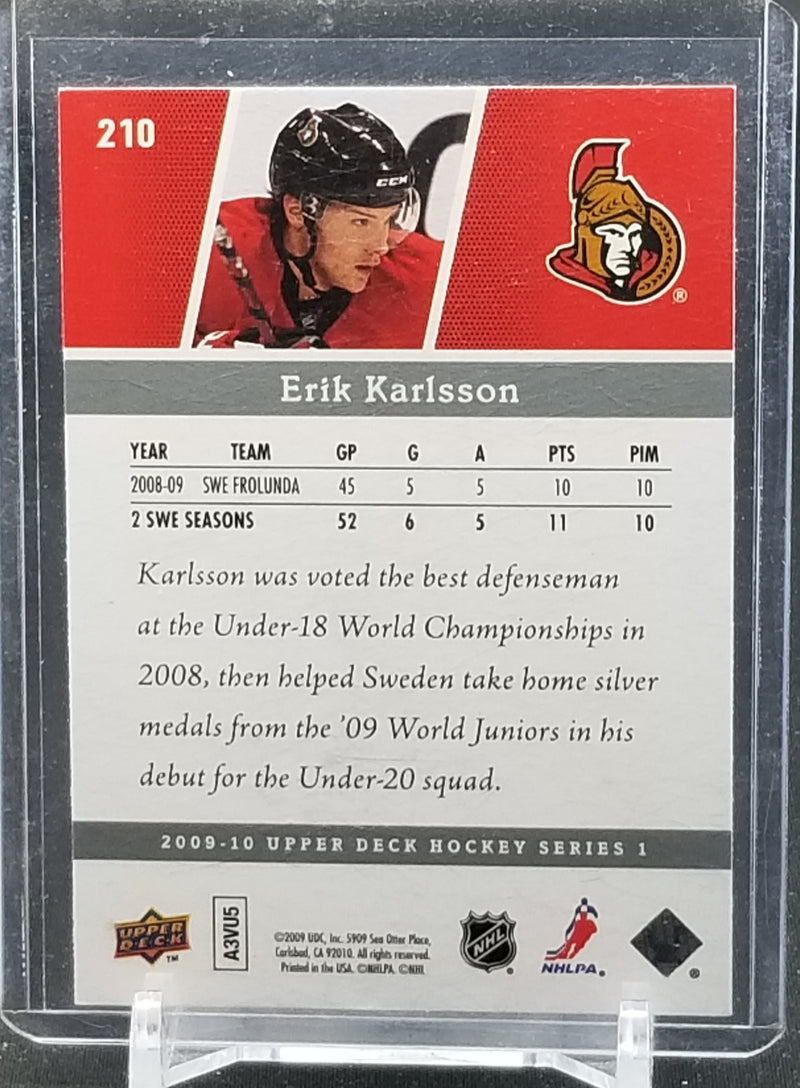 210
CCM
®
Erik Karlsson
YEAR TEAM GP G A PTS PIM
2008-09 SWE FROLUNDA 45 5 5 10 10
2 SWE SEASONS 52 6 5 11 10
Karlsson was voted the best defenseman
at the Under-18 World Championships in
2008, then helped Sweden take home silver
medals from the '09 World Juniors in his
debut for the Under-20 squad.
2009-10 UPPER DECK HOCKEY SERIES 1
UPPER DECK TM
A3VU5
©2009 UDC, Inc. 5909 Sea Otter Place,
Carlsbad, CA 92010. All rights reserved.
Printed in the USA. ©NHLPA. ©NHL
NHL ®
NHLPA. ®
®